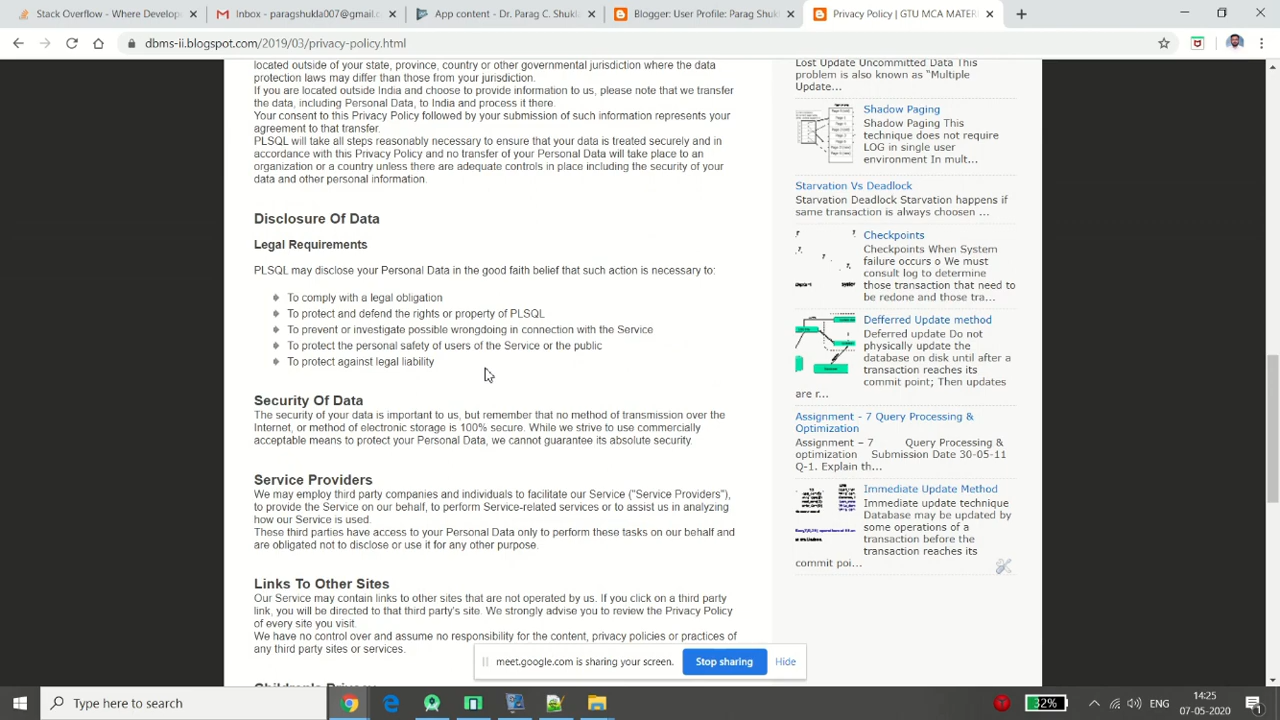 Stack Overflow - Where Develop
Inbox - paragshukla007@gmail.c
App content - Dr. Parag C. Shukl
Blogger: User Profile: Parag Shukl
Privacy Policy | GTU MCA MATER
dbms-ii.blogspot.com/2019/03/privacy-policy.html
located outside of your state, province, country or other governmental jurisdiction where the data
protection laws may differ than those from your jurisdiction.
If you are located outside India and choose to provide information to us, please note that we transfer
the data, including Personal Data, to India and process it there.
Your consent to this Privacy Policy followed by your submission of such information represents your
agreement to that transfer.
PLSQL will take all steps reasonably necessary to ensure that your data is treated securely and in
accordance with this Privacy Policy and no transfer of your Personal Data will take place to an
organization or a country unless there are adequate controls in place including the security of your
data and other personal information.
Disclosure Of Data
Legal Requirements
PLSQL may disclose your Personal Data in the good faith belief that such action is necessary to:
To comply with a legal obligation
To protect and defend the rights or property of PLSQL
To prevent or investigate possible wrongdoing in connection with the Service
To protect the personal safety of users of the Service or the public
To protect against legal liability
Security Of Data
The security of your data is important to us, but remember that no method of transmission over the
Internet, or method of electronic storage is 100% secure. While we strive to use commercially
acceptable means to protect your Personal Data, we cannot guarantee its absolute security.
Service Providers
We may employ third party companies and individuals to facilitate our Service ("Service Providers"),
to provide the Service on our behalf, to perform Service-related services or to assist us in analyzing
how our Service is used.
These third parties have access to your Personal Data only to perform these tasks on our behalf and
are obligated not to disclose or use it for any other purpose.
Links To Other Sites
Our Service may contain links to other sites that are not operated by us. If you click on a third party
link, you will be directed to that third party's site. We strongly advise you to review the Privacy Policy
of every site you visit.
We have no control over and assume no responsibility for the content, privacy policies or practices of
any third party sites or services.
Children's Privacy
Lost Update Uncommitted Data This
problem is also known as "Multiple
Update...
Shadow Paging
Shadow Paging This
technique does not require
LOG in single user
environment In mult...
Starvation Vs Deadlock
Starvation Deadlock Starvation happens if
same transaction is always choosen ...
Checkpoints
Checkpoints When System
failure occurs o We must
consult log to determine
those transaction that need to
be redone and those tra...
Defferred Update method
Deferred update Do not
physically update the
database on disk until after a
transaction reaches its
commit point; Then updates
are r...
Assignment - 7 Query Processing &
Optimization
Assignment – 7 Query Processing &
optimization Submission Date 30-05-11
Q-1. Explain th...
Immediate Update Method
Immediate update technique
Database may be updated by
some operations of a
transaction before the
transaction reaches its
commit poi...
meet.google.com is sharing your screen.
Stop sharing
Hide
Type here to search
32%
ENG
14:25
07-05-2020